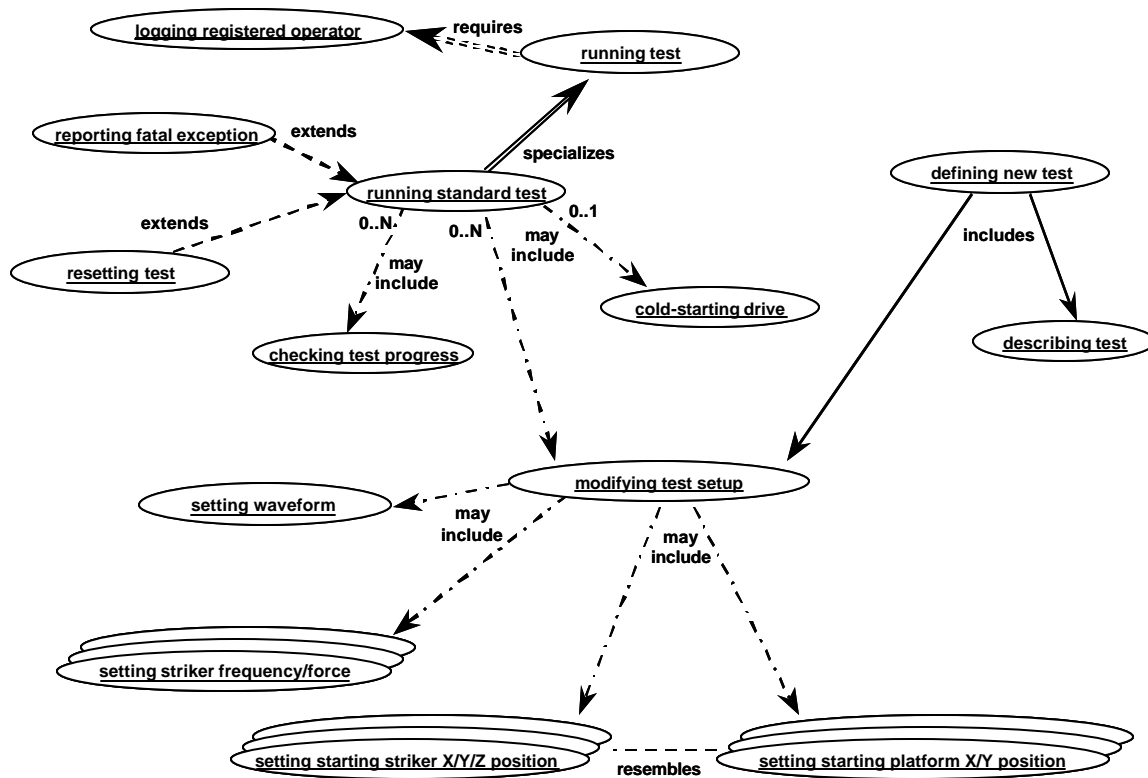 logging registered operator
requires
running test
reporting fatal exception
extends
specializes
running standard test
defining new test
extends
0..N
0..N
0..1
may
include
includes
resetting test
may
include
cold-starting drive
checking test progress
describing test
modifying test setup
setting waveform
may
include
may
include
setting striker frequency/force
setting starting striker X/Y/Z position
resembles
setting starting platform X/Y position